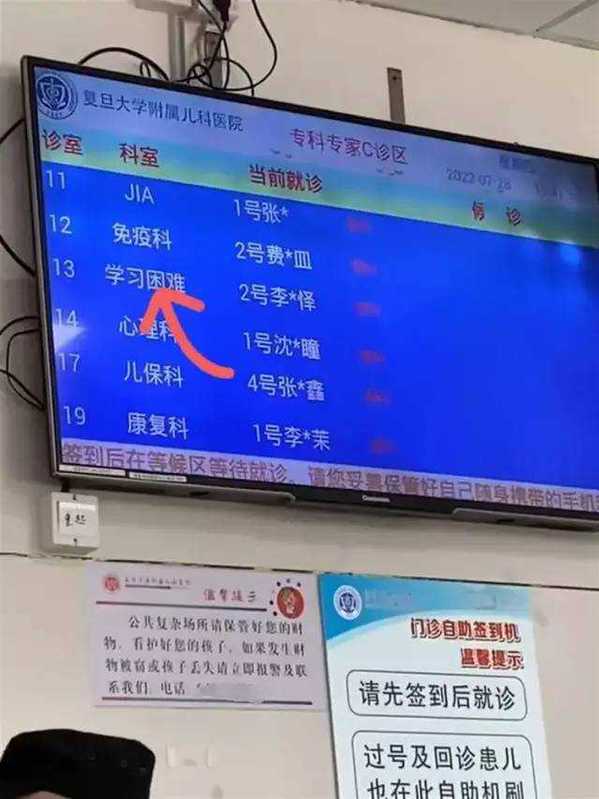 复旦大学附属儿科医院
专科专家C诊区
诊室 科室 当前就诊 候诊
11 JIA 1号张*
12 免疫科 2号费*皿
13 学习困难 2号李*怿
14 心理科 1号沈*瞳
17 儿保科 4号张*鑫
19 康复科 1号李*茉
签到后在等候区等待就诊。请您妥善保管好自己随身携带的手机
重起
温馨提示
公共复杂场所请保管好您的财
物、看护好您的孩子。如果发生财
物被窃或孩子丢失请立即报警及联
系我们。电话
门诊自助签到机
温馨提示
请先签到后就诊
过号及回诊患儿
也在此自助机刷